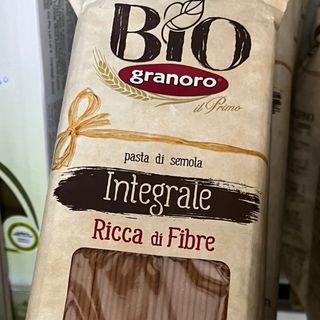 BIO
granoro
il Primo
pasta di semola
Integrale
Ricca di Fibre